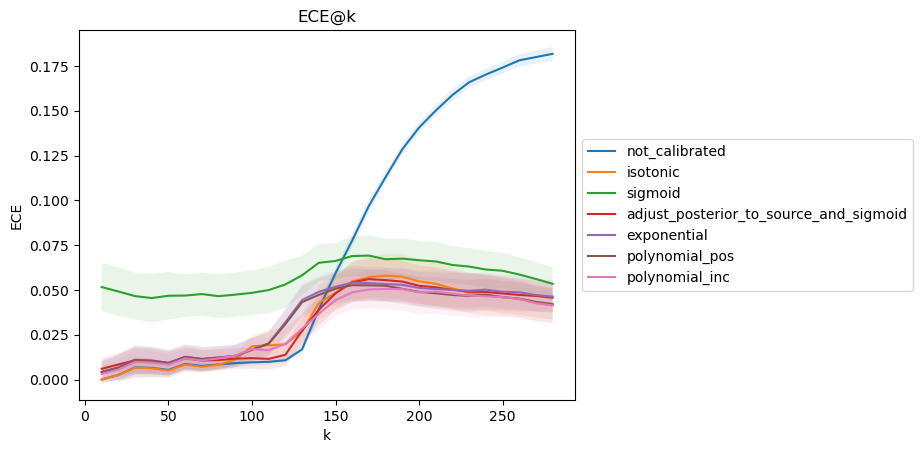 ECE@k
0.175
0.150
0.125
0.100
0.075
0.050
0.025
0.000
ECE
0 50 100 150 200 250
k
not_calibrated
isotonic
sigmoid
adjust_posterior_to_source_and_sigmoid
exponential
polynomial_pos
polynomial_inc